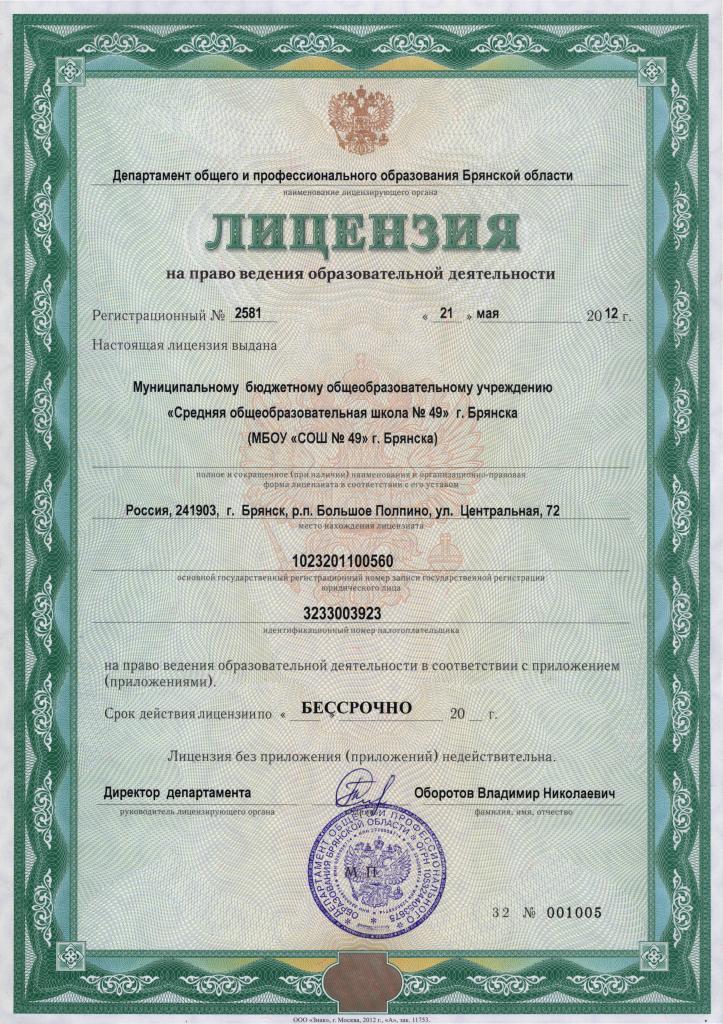 Департамент общего и профессионального образования Брянской области
наименование лицензирующего органа
ЛИЦЕНЗИЯ
на право ведения образовательной деятельности
Регистрационный № 2581 « 21 » мая 2012 г.
Настоящая лицензия выдана
Муниципальному бюджетному общеобразовательному учреждению
«Средняя общеобразовательная школа № 49» г. Брянска
(МБОУ «СОШ № 49» г. Брянска)
полное и сокращенное (при наличии) наименования и организационно-правовая
форма лицензиата в соответствии с его уставом
Россия, 241903, г. Брянск, р.п. Большое Полпино, ул. Центральная, 72
место нахождения лицензиата
1023201100560
основной государственный регистрационный номер записи государственной регистрации
юридического лица
3233003923
идентификационный номер налогоплательщика
на право ведения образовательной деятельности в соответствии с приложением
(приложениями).
Срок действия лицензии по « БЕССРОЧНО 20 г.
Лицензия без приложения (приложений) недействительна.
Директор департамента Оборотов Владимир Николаевич
руководитель лицензирующего органа фамилия, имя, отчество
ДЕПАРТАМЕНТ ОБЩЕГО И ПРОФЕССИОНАЛЬНОГО
ОБРАЗОВАНИЯ БР�янСКОЙ ОБЛАСТИ ОГРН
М. П.
32 № 001005
ООО «Знак», г. Москва, 2012 г., «А», зак. 11753.